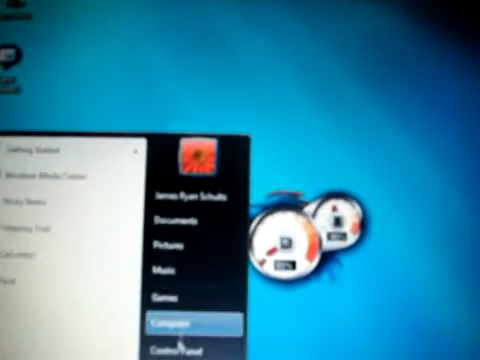 Getting Started
Windows Media Center
Sticky Notes
Snipping Tool
Calculator
Paint
James Ryan Schultz
Documents
Pictures
Music
Games
Computer
Control Panel